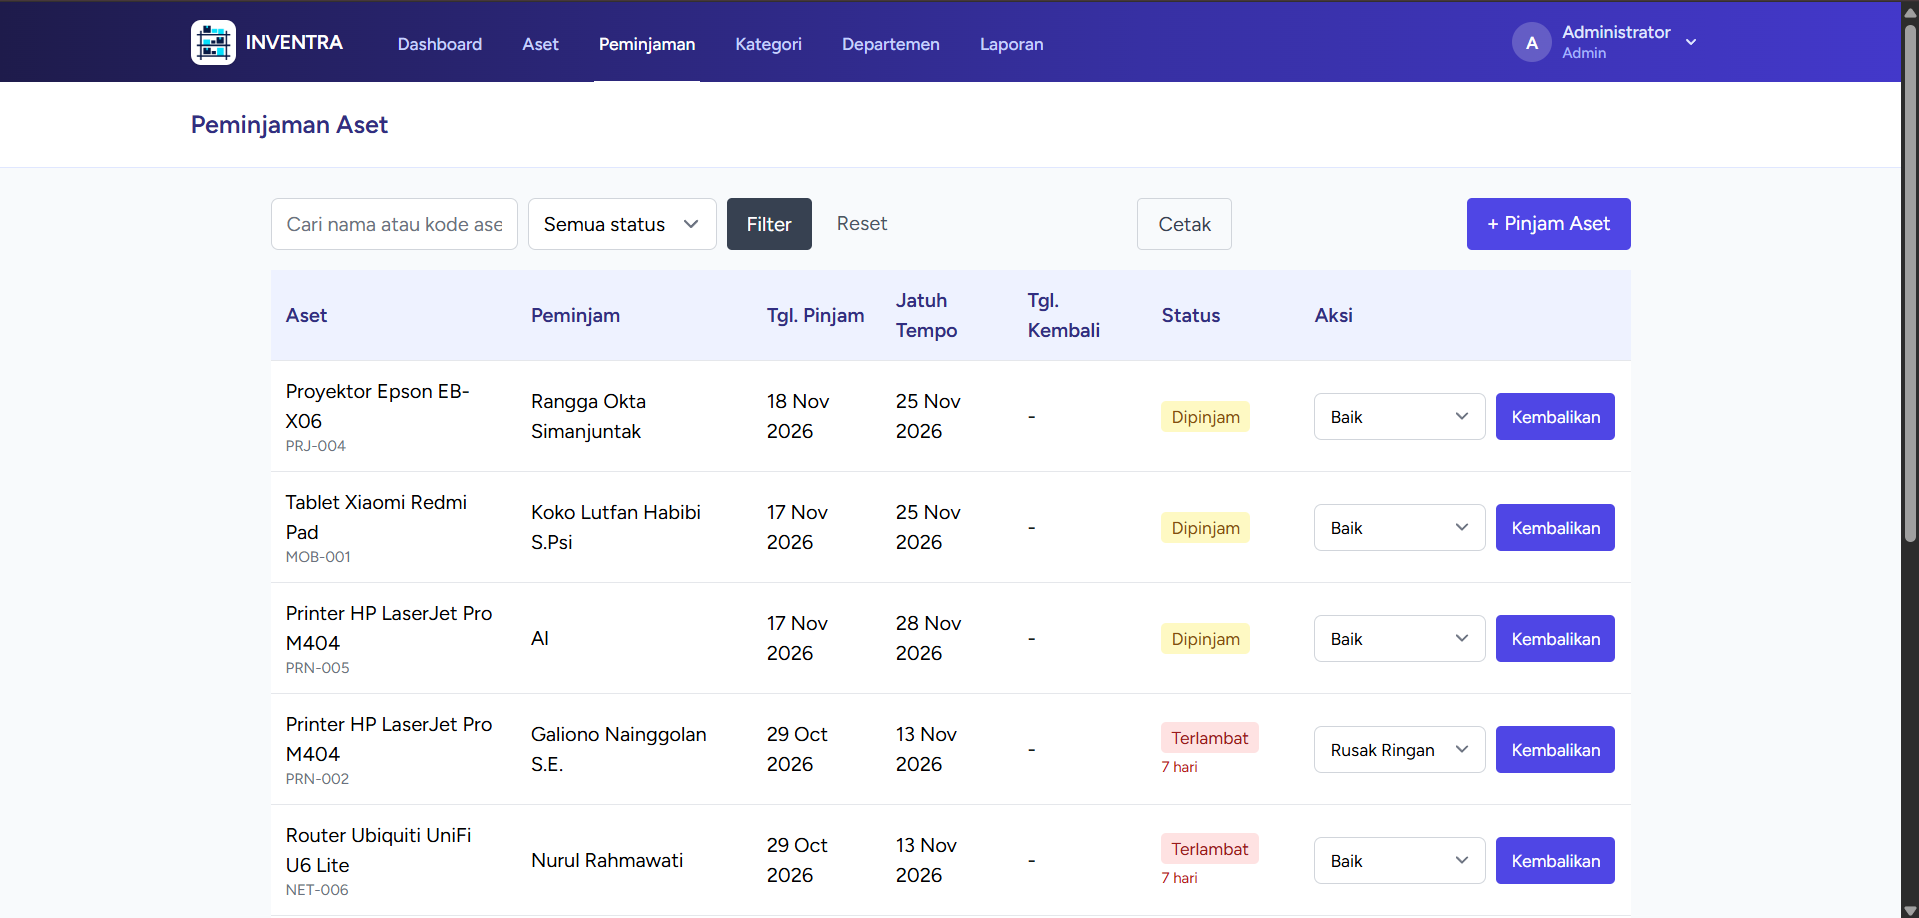 INVENTRA
Dashboard
Aset
Peminjaman
Kategori
Departemen
Laporan
A
Administrator
Admin
Peminjaman Aset
Cari nama atau kode ase
Semua status
Filter
Reset
Cetak
+ Pinjam Aset
Aset
Peminjam
Tgl. Pinjam
Jatuh
Tempo
Tgl.
Kembali
Status
Aksi
Proyektor Epson EB-
X06
PRJ-004
Rangga Okta
Simanjuntak
18 Nov
2026
25 Nov
2026
-
Dipinjam
Baik
Kembalikan
Tablet Xiaomi Redmi
Pad
MOB-001
Koko Lutfan Habibi
S.Psi
17 Nov
2026
25 Nov
2026
-
Dipinjam
Baik
Kembalikan
Printer HP LaserJet Pro
M404
PRN-005
Al
17 Nov
2026
28 Nov
2026
-
Dipinjam
Baik
Kembalikan
Printer HP LaserJet Pro
M404
PRN-002
Galiono Nainggolan
S.E.
29 Oct
2026
13 Nov
2026
-
Terlambat
7 hari
Rusak Ringan
Kembalikan
Router Ubiquiti UniFi
U6 Lite
NET-006
Nurul Rahmawati
29 Oct
2026
13 Nov
2026
-
Terlambat
7 hari
Baik
Kembalikan